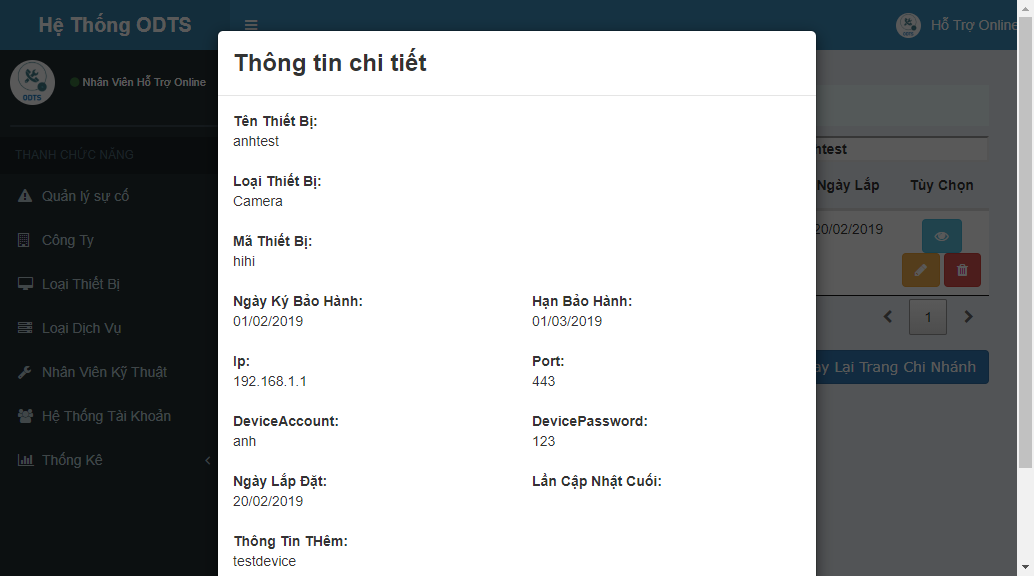 Hệ Thống ODTS
Hỗ Trợ Online
ODTS
Nhân Viên Hỗ Trợ Online
THANH CHỨC NĂNG
Quản lý sự cố
Công Ty
Loại Thiết Bị
Loại Dịch Vụ
Nhân Viên Kỹ Thuật
Hệ Thống Tài Khoản
Thống Kê
Thông tin chi tiết
Tên Thiết Bị:
anhtest
Loại Thiết Bị:
Camera
Mã Thiết Bị:
hihi
Ngày Ký Bảo Hành: Hạn Bảo Hành:
01/02/2019 01/03/2019
Ip: Port:
192.168.1.1 443
DeviceAccount: DevicePassword:
anh 123
Ngày Lắp Đặt: Lần Cập Nhật Cuối:
20/02/2019
Thông Tin THêm:
testdevice
htest
Ngày Lắp Tùy Chọn
20/02/2019
1
ay Lại Trang Chi Nhánh